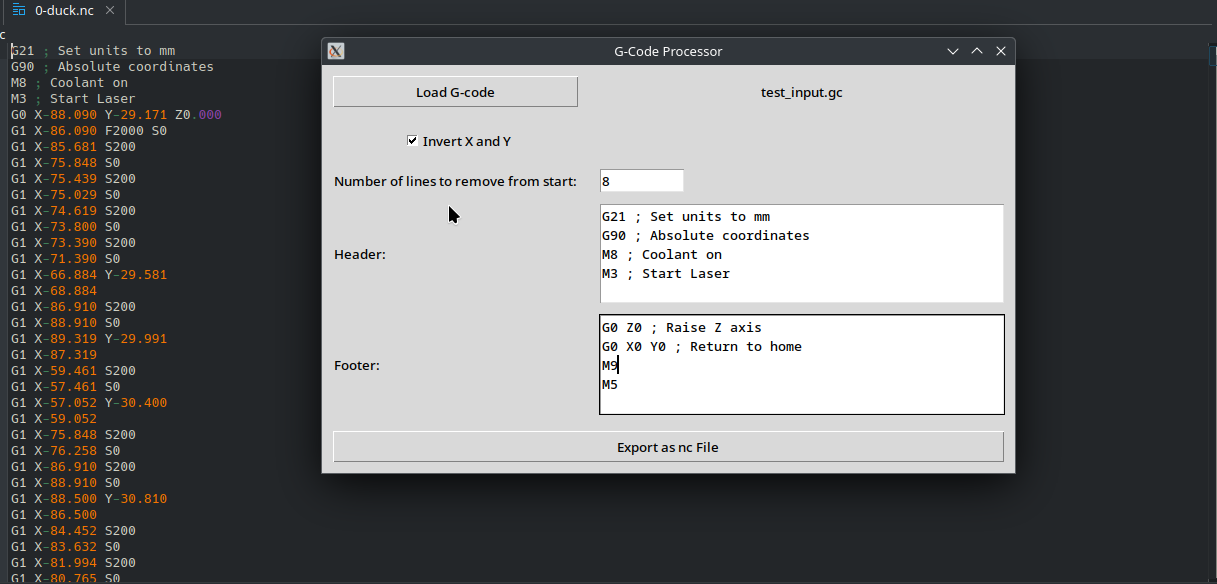 0-duck.nc
c
G21 ; Set units to mm
G90 ; Absolute coordinates
M8 ; Coolant on
M3 ; Start Laser
G0 X-88.090 Y-29.171 Z0.000
G1 X-86.090 F2000 S0
G1 X-85.681 S200
G1 X-75.848 S0
G1 X-75.439 S200
G1 X-75.029 S0
G1 X-74.619 S200
G1 X-73.800 S0
G1 X-73.390 S200
G1 X-71.390 S0
G1 X-66.884 Y-29.581
G1 X-68.884
G1 X-86.910 S200
G1 X-88.910 S0
G1 X-89.319 Y-29.991
G1 X-87.319
G1 X-59.461 S200
G1 X-57.461 S0
G1 X-57.052 Y-30.400
G1 X-59.052
G1 X-75.848 S200
G1 X-76.258 S0
G1 X-86.910 S200
G1 X-88.910 S0
G1 X-88.500 Y-30.810
G1 X-86.500
G1 X-84.452 S200
G1 X-83.632 S0
G1 X-81.994 S200
G1 X-80.765 S0
G-Code Processor
Load G-code
test_input.gc
Invert X and Y
Number of lines to remove from start:
8
Header:
G21 ; Set units to mm
G90 ; Absolute coordinates
M8 ; Coolant on
M3 ; Start Laser
Footer:
G0 Z0 ; Raise Z axis
G0 X0 Y0 ; Return to home
M9
M5
Export as nc File